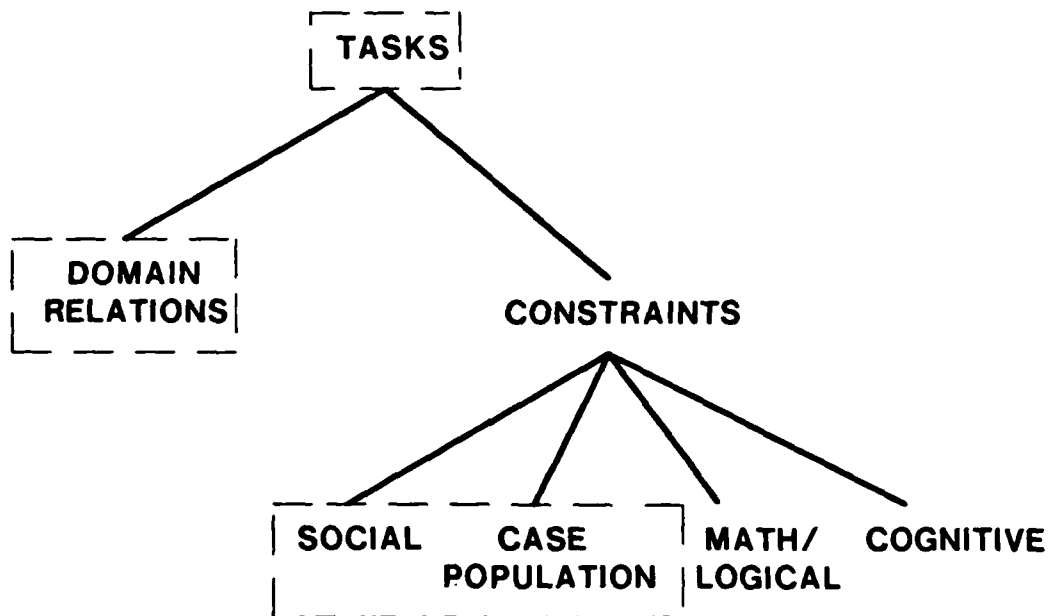 TASKS
DOMAIN
RELATIONS
CONSTRAINTS
SOCIAL CASE MATH/ COGNITIVE
POPULATION LOGICAL